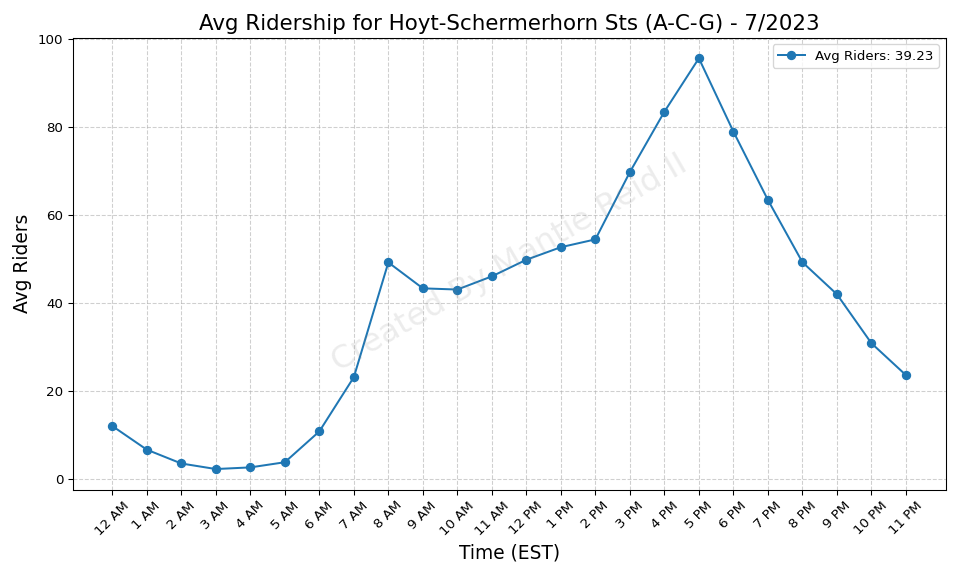 Avg Ridership for Hoyt-Schermerhorn Sts (A-C-G) - 7/2023
Avg Riders: 39.23
100
80
60
40
20
0
Avg Riders
Created By Mantle Reid II
12 AM
1 AM
2 AM
3 AM
4 AM
5 AM
6 AM
7 AM
8 AM
9 AM
10 AM
11 AM
12 PM
1 PM
2 PM
3 PM
4 PM
5 PM
6 PM
7 PM
8 PM
9 PM
10 PM
11 PM
Time (EST)